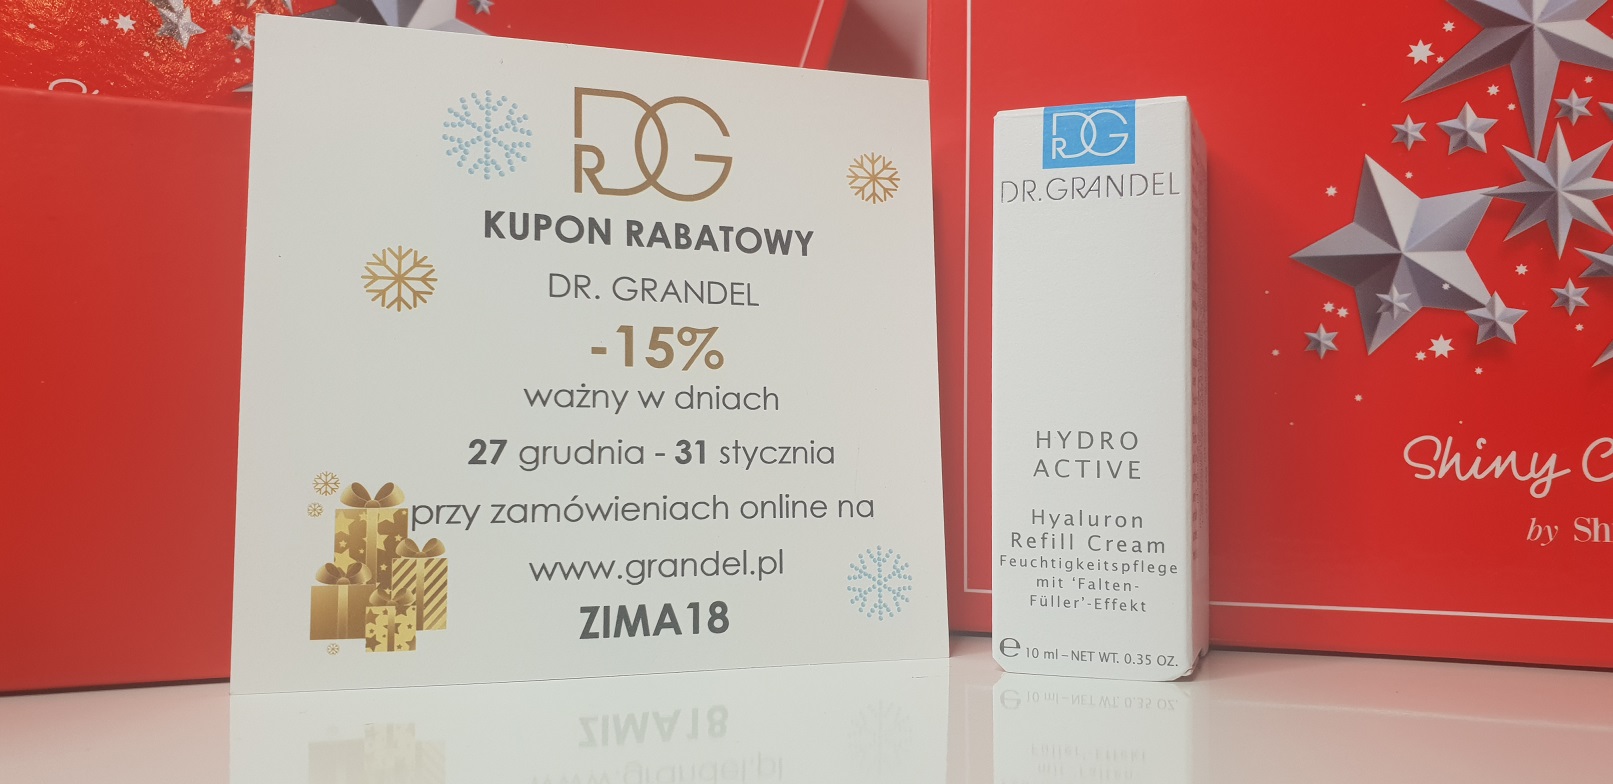 DRG
KUPON RABATOWY
DR. GRANDEL
-15%
ważny w dniach
27 grudnia - 31 stycznia
przy zamówieniach online na
www.grandel.pl
ZIMA18
DRG
DR.GRANDEL
HYDRO
ACTIVE
Hyaluron
Refill Cream
Feuchtigkeitspflege
mit 'Falten-
Füller'-Effekt
℮ 10 ml – NET WT. 0.35 OZ.
Shiny
by